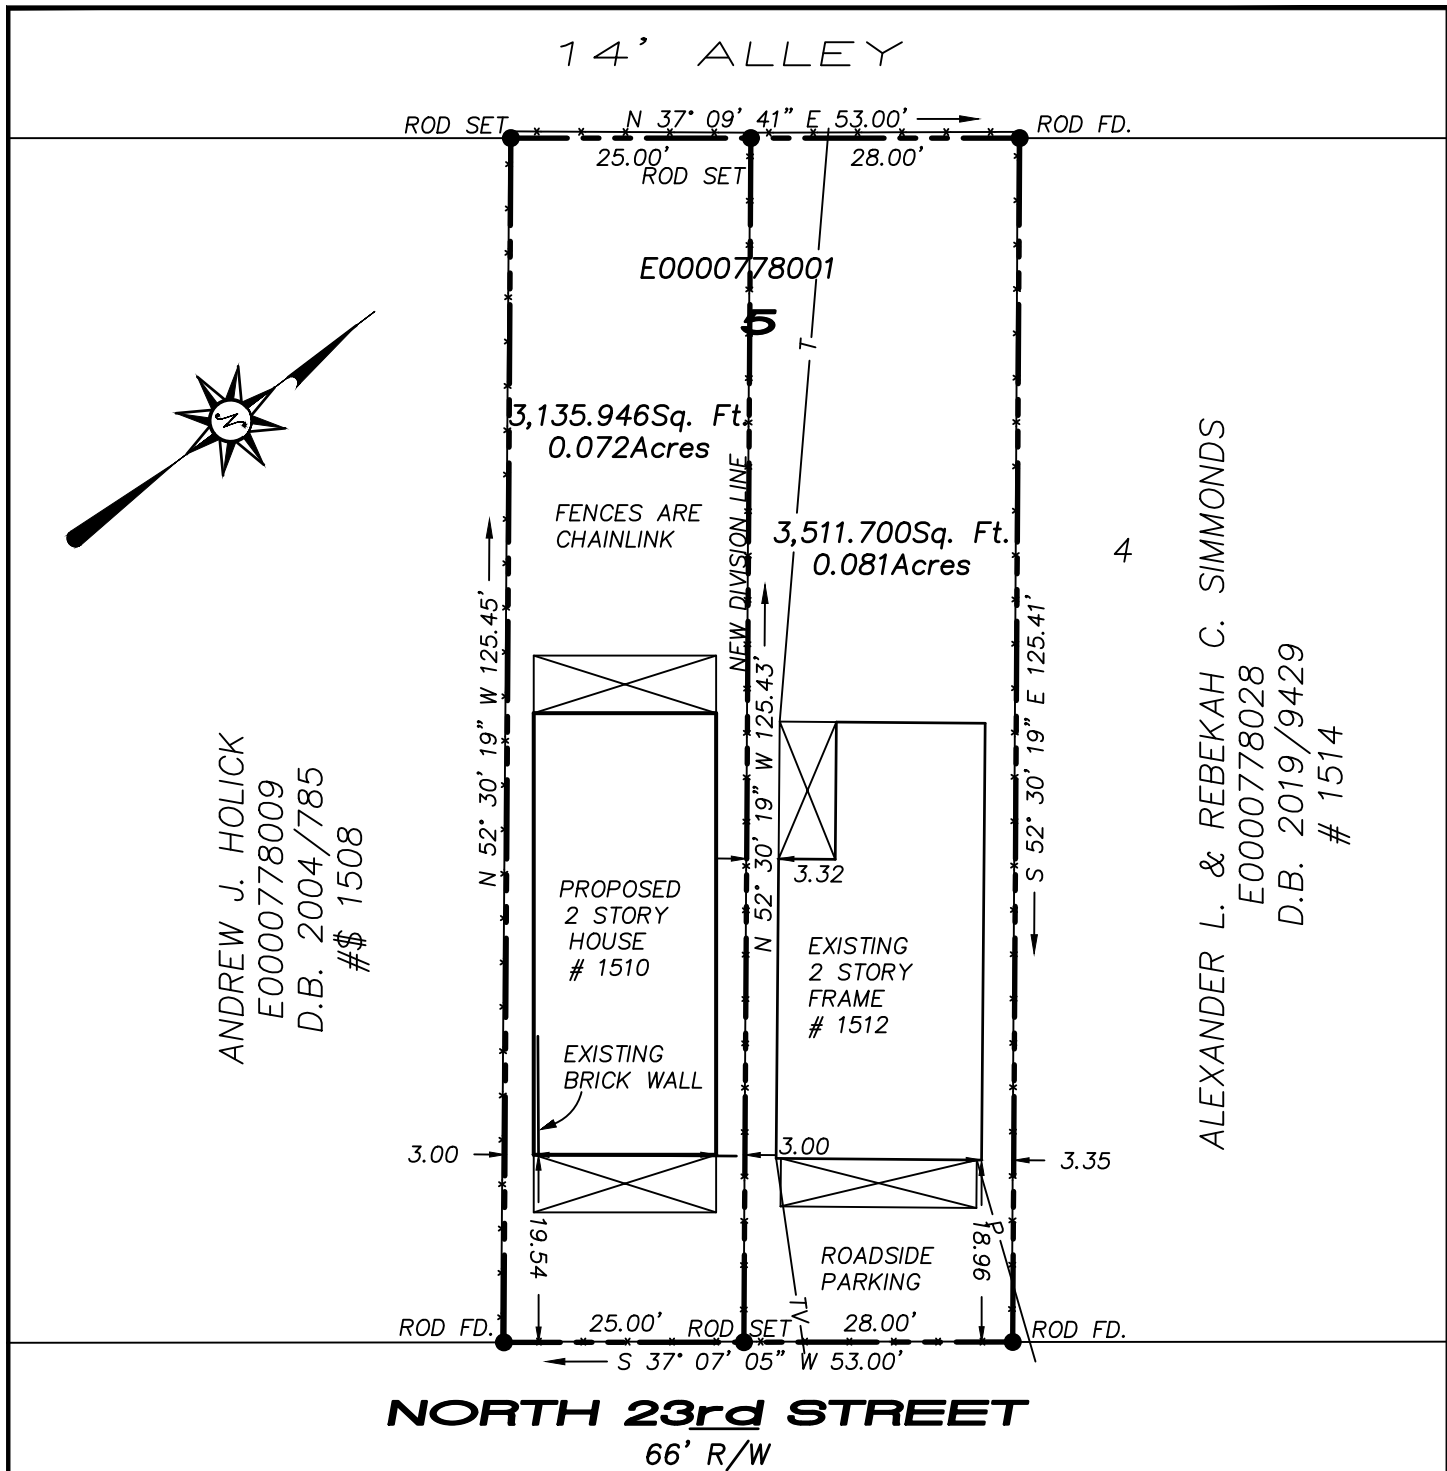 14' ALLEY
N 37° 09' 41" E 53.00'
ROD SET
ROD FD.
25.00'
28.00'
ROD SET
E0000778001
5
T
3,135.946Sq. Ft.
0.072Acres
NEW DIVISION LINE
FENCES ARE
CHAINLINK
3,511.700Sq. Ft.
0.081Acres
4
N
N 52° 30' 19" W 125.45'
N 52° 30' 19" W 125.43'
S 52° 30' 19" E 125.41'
ANDREW J. HOLICK
E0000778009
D.B. 2004/785
#$ 1508
ALEXANDER L. & REBEKAH C. SIMMONDS
E0000778028
D.B. 2019/9429
# 1514
3.32
PROPOSED
2 STORY
HOUSE
# 1510
EXISTING
2 STORY
FRAME
# 1512
EXISTING
BRICK WALL
3.00
3.00
3.35
19.54
18.96
P
ROADSIDE
PARKING
TV
25.00'
ROD SET
28.00'
ROD FD.
ROD FD.
S 37° 07' 05" W 53.00'
NORTH 23rd STREET
66' R/W